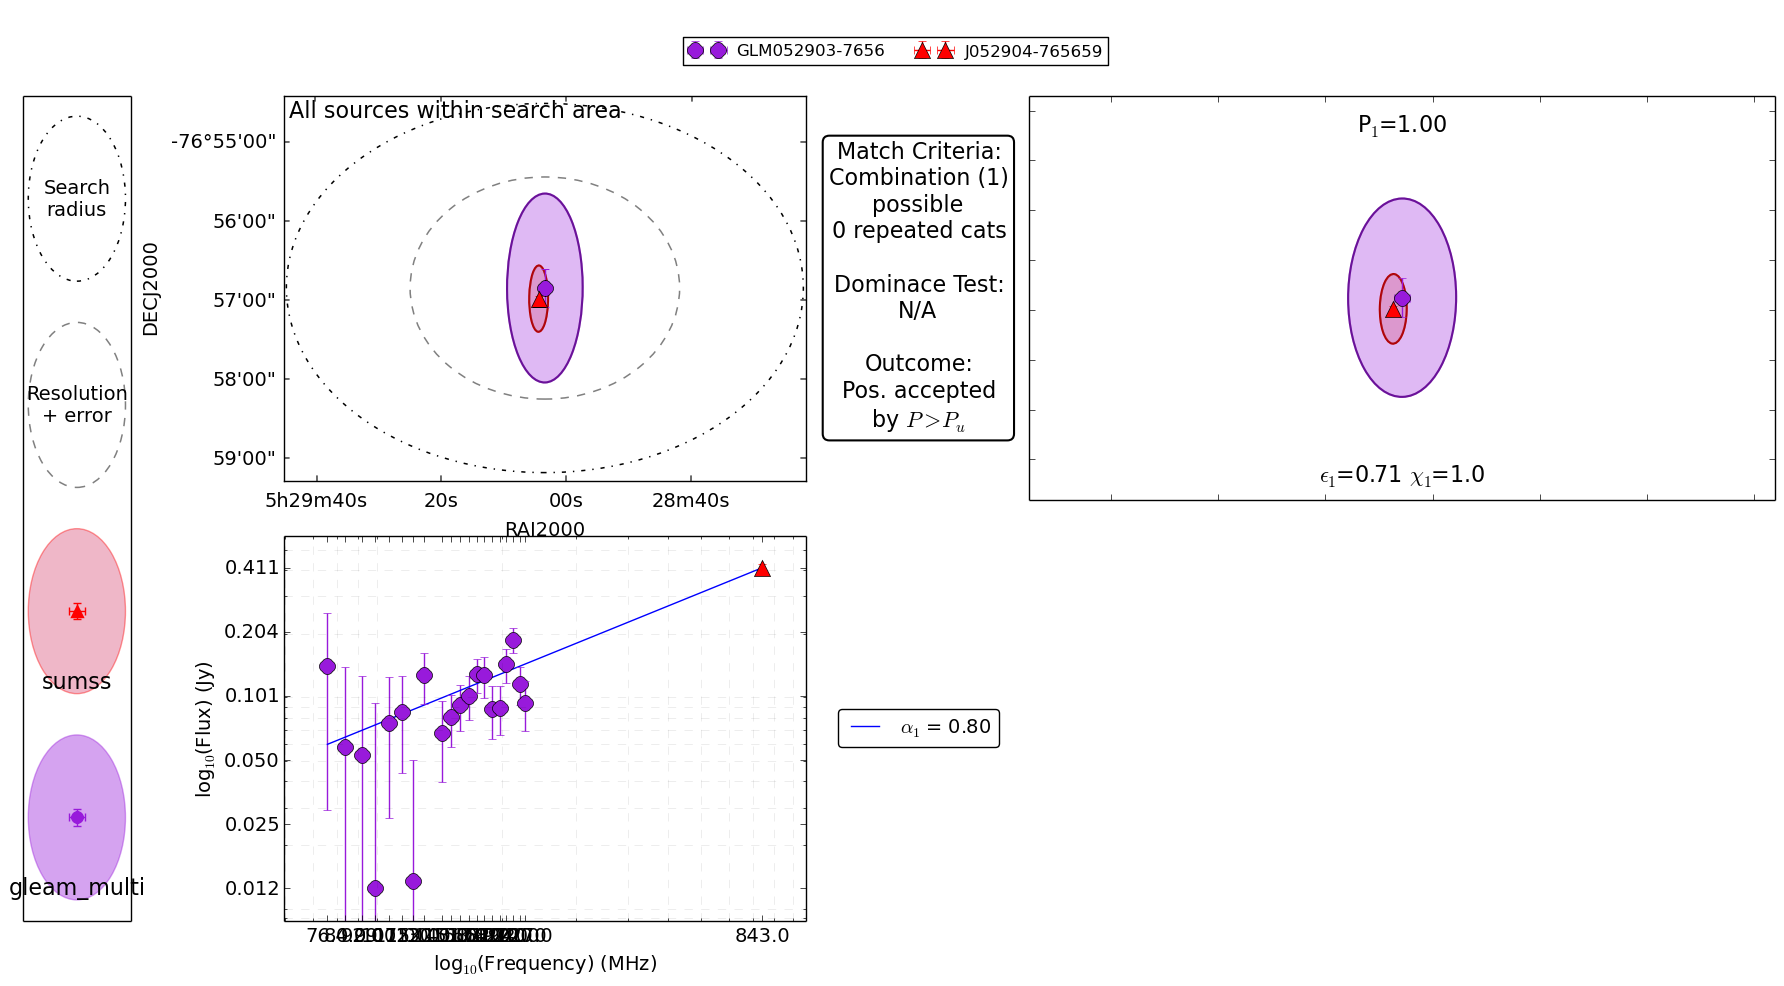 GLM052903-7656
J052904-765659
Search
radius
Resolution
+ error
sumss
gleam_multi
All sources within search area
DECJ2000
-76°55'00"
56'00"
57'00"
58'00"
59'00"
5h29m40s
20s
00s
28m40s
RAJ2000
Match Criteria:
Combination (1)
possible
0 repeated cats
Dominace Test:
N/A
Outcome:
Pos. accepted
by P>Pᵤ
P₁=1.00
ϵ₁=0.71 χ₁=1.0
log₁₀(Flux) (Jy)
0.411
0.204
0.101
0.050
0.025
0.012
843.0
log₁₀(Frequency) (MHz)
α₁ = 0.80